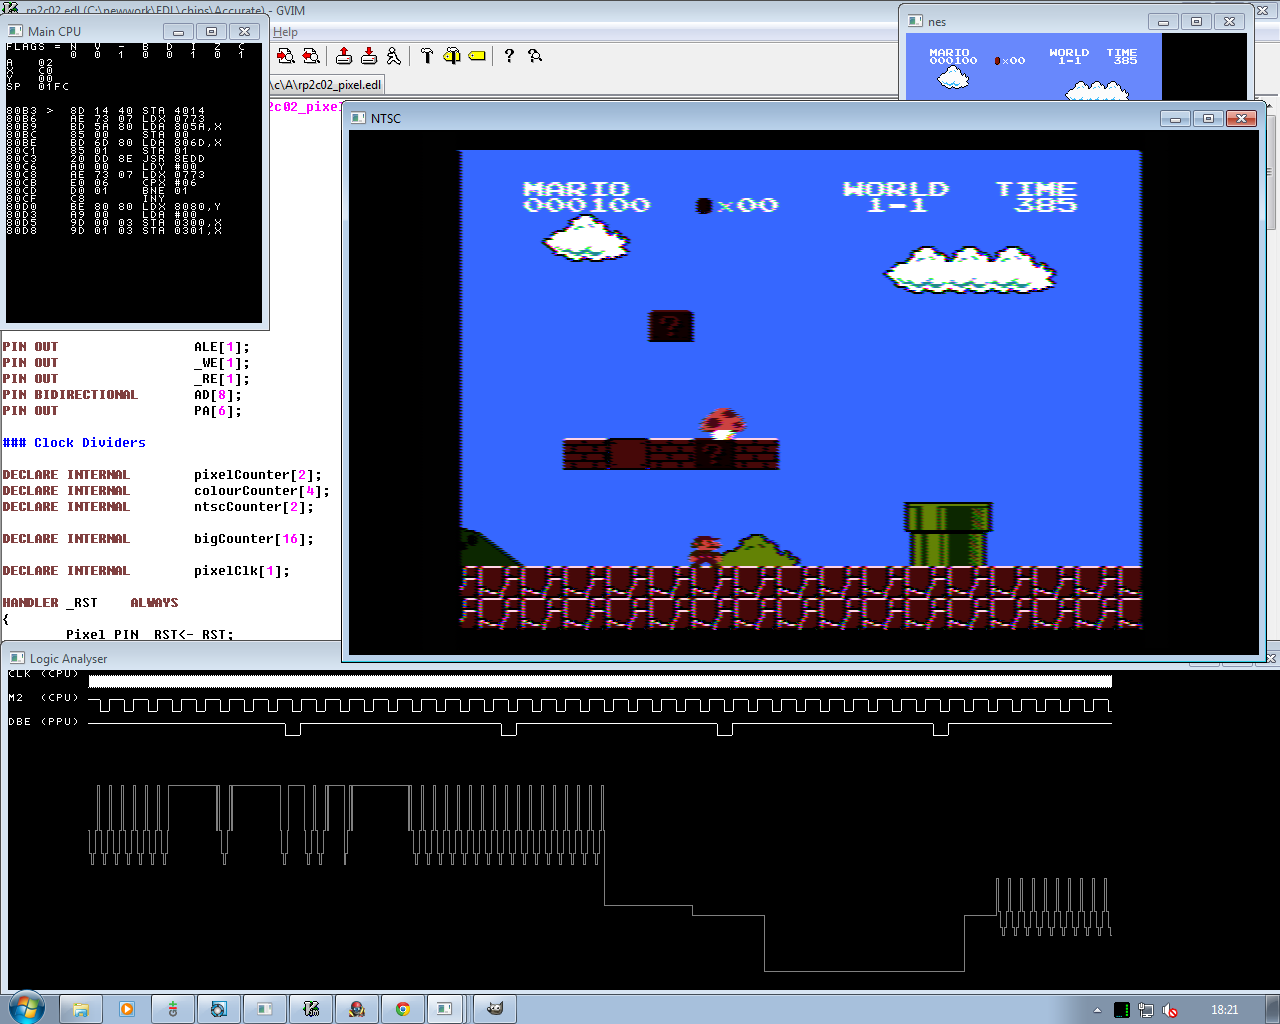 rp2c02.edl (C:\newwork\EDL\chips\Accurate) - GVIM
Main CPU
Help
\c\A\rp2c02_pixel.edl
FLAGS = N V - B D I Z C
0 0 1 0 0 1 0 1
A 02
X C0
Y 00
SP 01FC
80B3 > 8D 14 40 STA 4014
80B6 AE 73 07 LDX 0773
80B9 BD 5A 80 LDA 805A,X
80BC 85 00 STA 00
80BE BD 6D 80 LDA 806D,X
80C1 85 01 STA 01
80C3 20 DD 8E JSR 8EDD
80C6 A0 00 LDY #00
80C8 AE 73 07 LDX 0773
80CB E0 06 CPX #06
80CD D0 01 BNE 01
80CF C8 INY
80D0 BE 80 80 LDX 8080,Y
80D3 A9 00 LDA #00
80D5 9D 00 03 STA 0300,X
80D8 9D 01 03 STA 0301,X
nes
MARIO WORLD TIME
000100 x00 1-1 385
2c02_pixel
NTSC
MARIO WORLD TIME
000100 x00 1-1 385
?
?
PIN OUT ALE[1];
PIN OUT _WE[1];
PIN OUT _RE[1];
PIN BIDIRECTIONAL AD[8];
PIN OUT PA[6];
### Clock Dividers
DECLARE INTERNAL pixelCounter[2];
DECLARE INTERNAL colourCounter[4];
DECLARE INTERNAL ntscCounter[2];
DECLARE INTERNAL bigCounter[16];
DECLARE INTERNAL pixelClk[1];
HANDLER _RST ALWAYS
{
Pixel PIN _RST<- RST;
Logic Analyser
CLK (CPU)
M2 (CPU)
DBE (PPU)
18:21